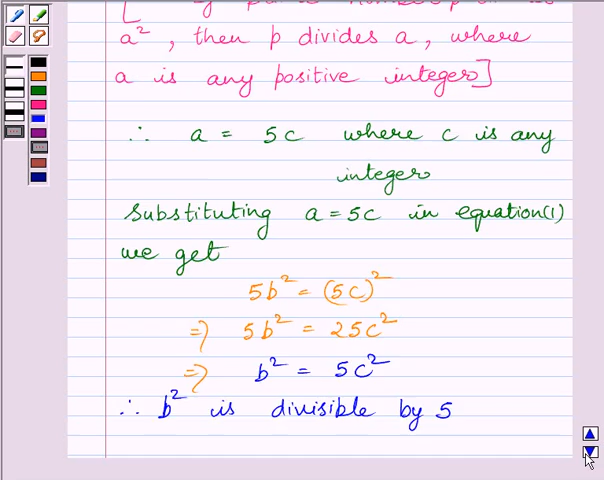 a², then p divides a, where
a is any positive integer]
∴ a = 5c where c is any
integer
Substituting a = 5c in equation(1)
we get
5b² = (5c)²
⇒ 5b² = 25c²
⇒ b² = 5c²
∴ b² is divisible by 5